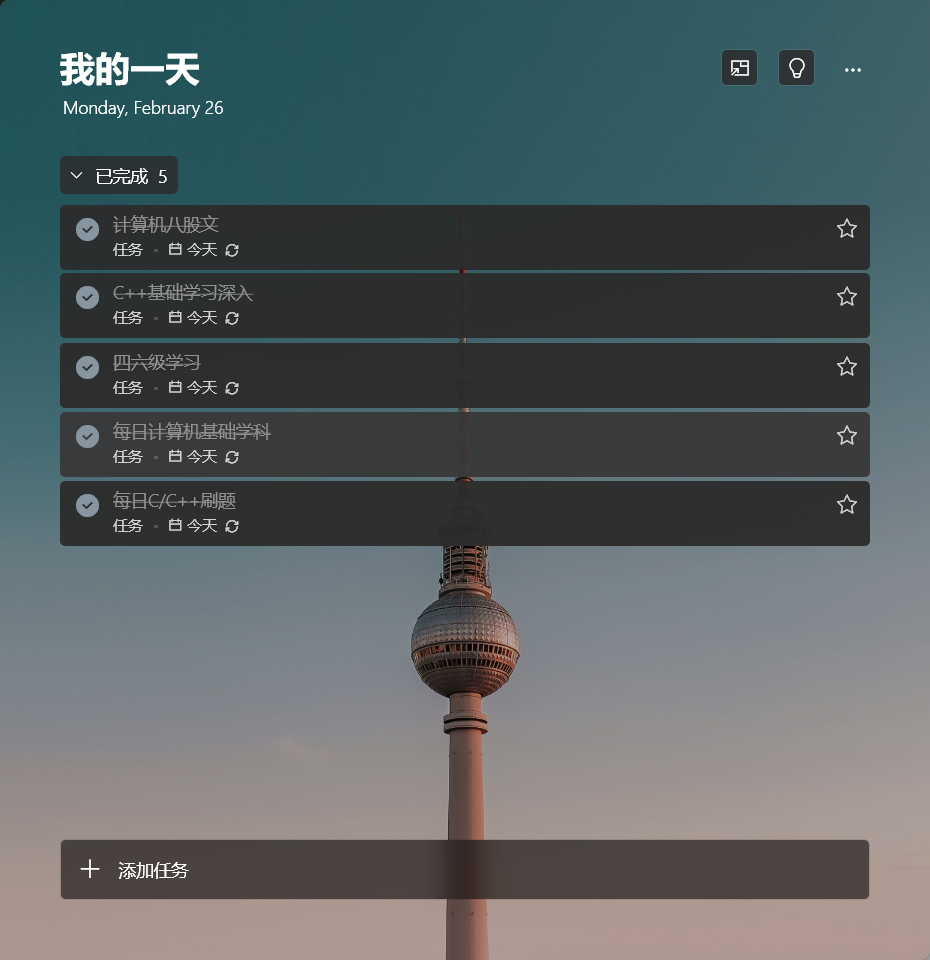 我的一天
Monday, February 26
已完成 5
计算机八股文
任务 • 今天
C++基础学习深入
任务 • 今天
四六级学习
任务 • 今天
每日计算机基础学科
任务 • 今天
每日C/C++刷题
任务 • 今天
添加任务